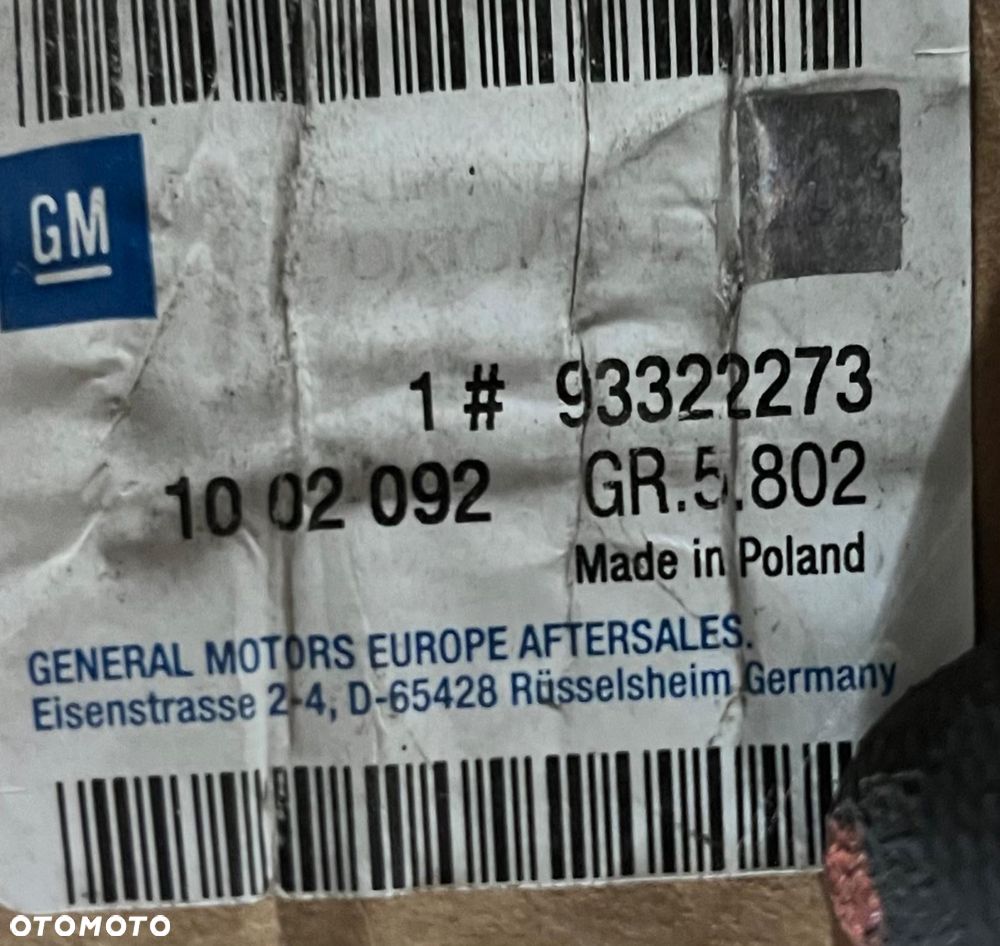 GM
1 # 93322273
10 02 092 GR.5.802
Made in Poland
GENERAL MOTORS EUROPE AFTERSALES.
Eisenstrasse 2-4, D-65428 Rüsselsheim Germany
OTOMOTO